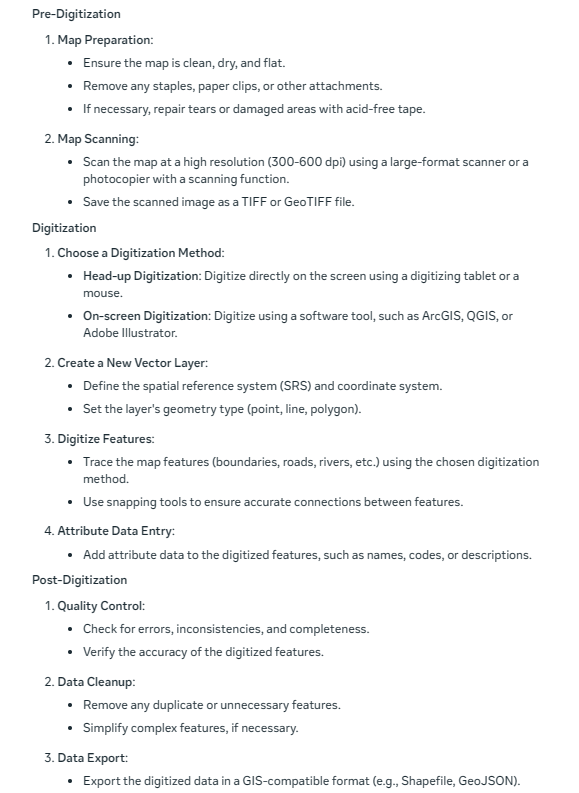 Pre-Digitization
1. Map Preparation:
• Ensure the map is clean, dry, and flat.
• Remove any staples, paper clips, or other attachments.
• If necessary, repair tears or damaged areas with acid-free tape.
2. Map Scanning:
• Scan the map at a high resolution (300-600 dpi) using a large-format scanner or a
photocopier with a scanning function.
• Save the scanned image as a TIFF or GeoTIFF file.
Digitization
1. Choose a Digitization Method:
• Head-up Digitization: Digitize directly on the screen using a digitizing tablet or a
mouse.
• On-screen Digitization: Digitize using a software tool, such as ArcGIS, QGIS, or
Adobe Illustrator.
2. Create a New Vector Layer:
• Define the spatial reference system (SRS) and coordinate system.
• Set the layer's geometry type (point, line, polygon).
3. Digitize Features:
• Trace the map features (boundaries, roads, rivers, etc.) using the chosen digitization
method.
• Use snapping tools to ensure accurate connections between features.
4. Attribute Data Entry:
• Add attribute data to the digitized features, such as names, codes, or descriptions.
Post-Digitization
1. Quality Control:
• Check for errors, inconsistencies, and completeness.
• Verify the accuracy of the digitized features.
2. Data Cleanup:
• Remove any duplicate or unnecessary features.
• Simplify complex features, if necessary.
3. Data Export:
• Export the digitized data in a GIS-compatible format (e.g., Shapefile, GeoJSON).